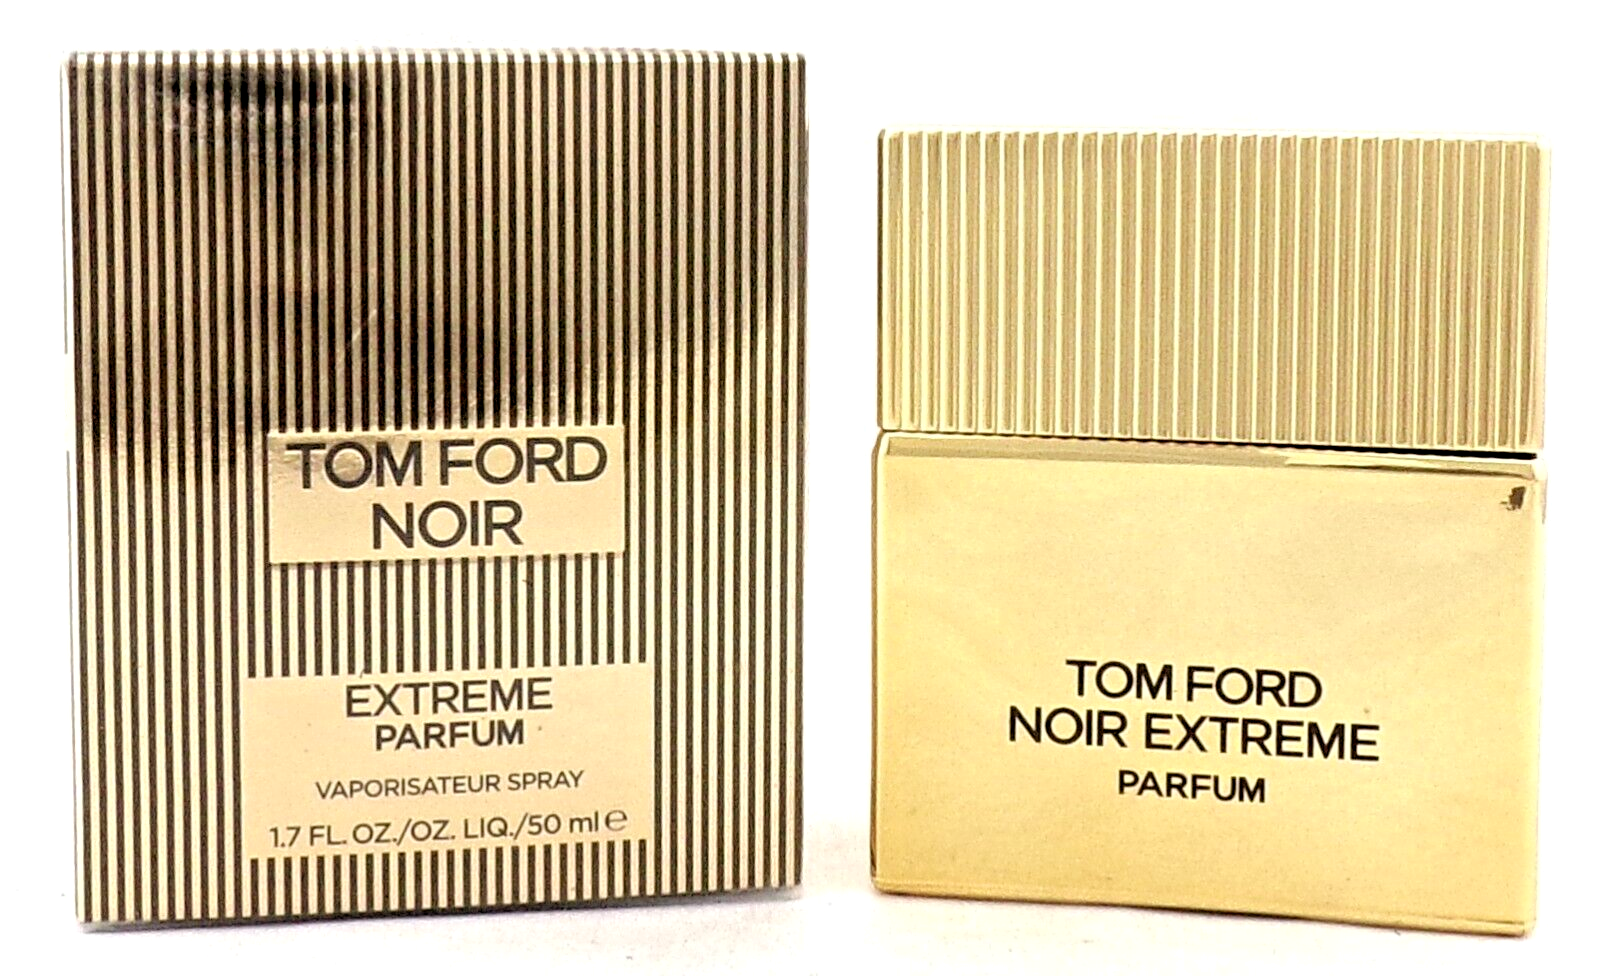 TOM FORD
NOIR
EXTREME
PARFUM
VAPORISATEUR SPRAY
1.7 FL. OZ./OZ. LIQ./50 ml ℮
TOM FORD
NOIR EXTREME
PARFUM